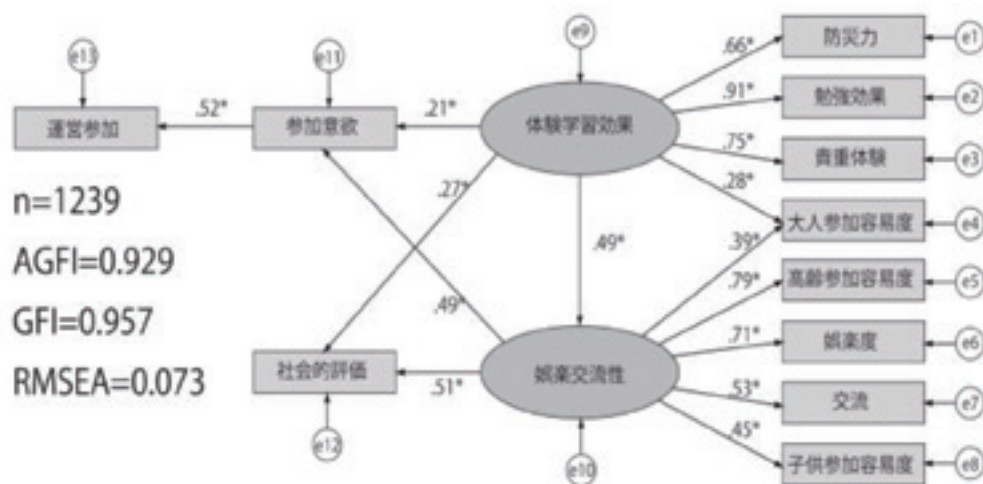 e13
e11
e9
防災力
e1
.66*
.52*
.21*
.91*
勉強効果
e2
運営参加
参加意欲
体験学習効果
.75*
貴重体験
e3
.27*
.28*
n=1239
大人参加容易度
e4
AGFI=0.929
.49*
.39*
.79*
高齢参加容易度
e5
GFI=0.957
.49*
.71*
娯楽度
e6
RMSEA=0.073
社会的評価
.51*
娯楽交流性
.53*
交流
e7
.45*
e12
e10
子供参加容易度
e8